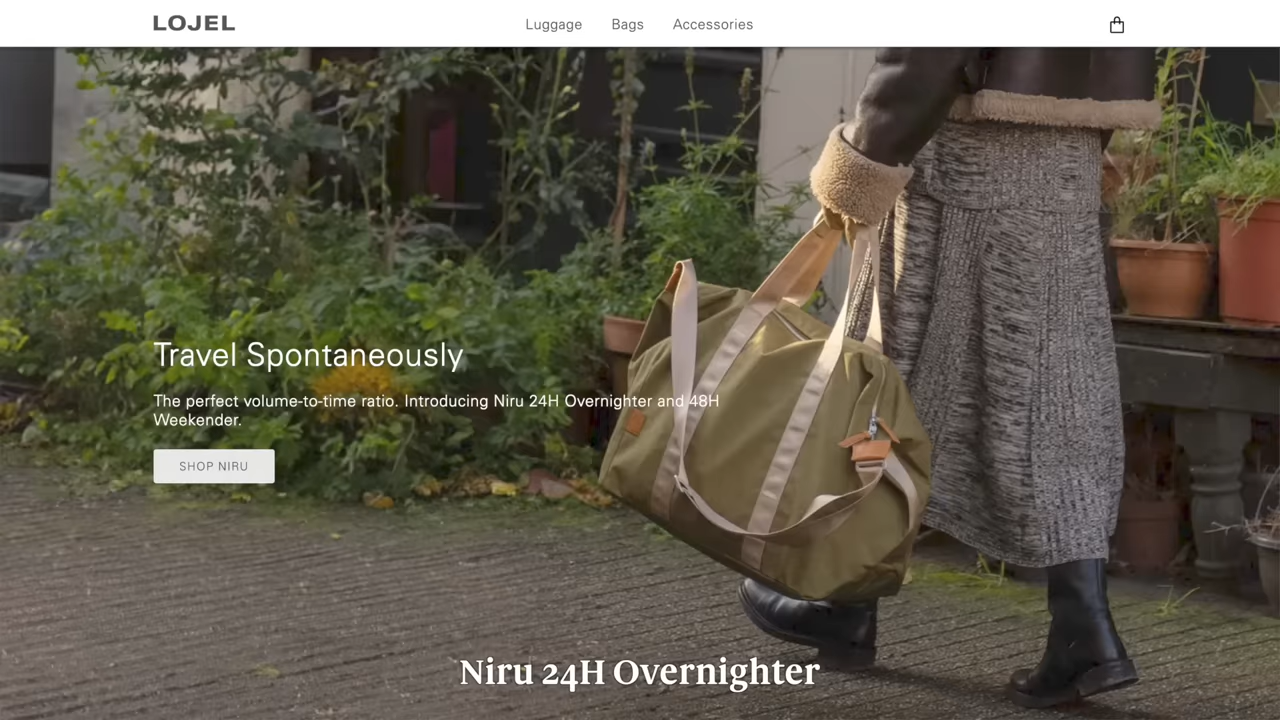 LOJEL
Luggage Bags Accessories
Travel Spontaneously
The perfect volume-to-time ratio. Introducing Niru 24H Overnighter and 48H
Weekender.
SHOP NIRU
Niru 24H Overnighter